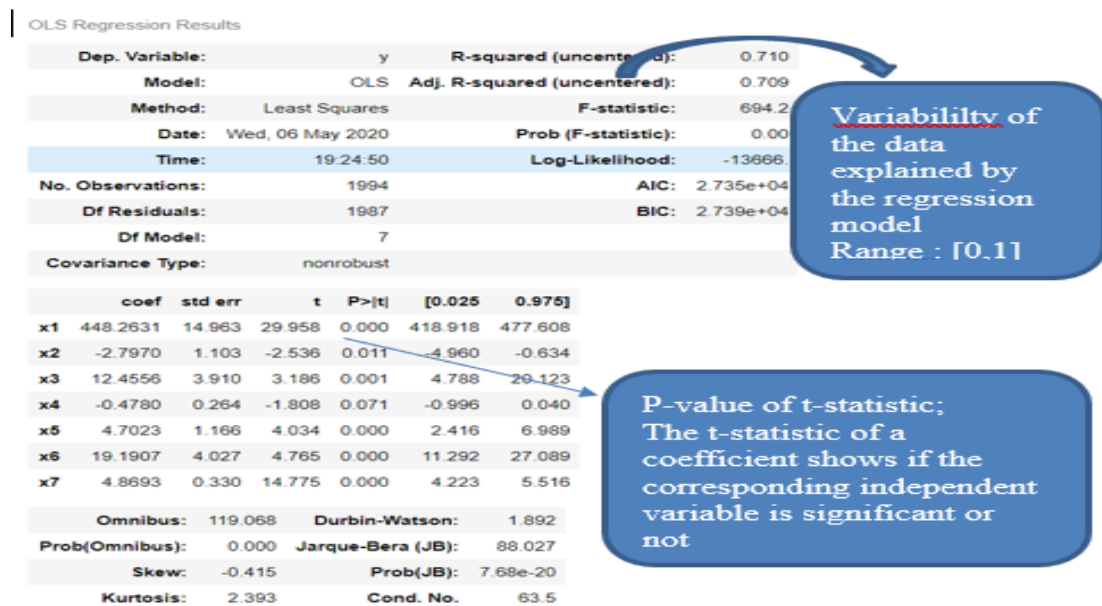 OLS Regression Results
Dep. Variable: y R-squared (uncentered): 0.710
Model: OLS Adj. R-squared (uncentered): 0.709
Method: Least Squares F-statistic: 694.2
Date: Wed, 06 May 2020 Prob (F-statistic): 0.00
Time: 19:24:50 Log-Likelihood: -13666.
No. Observations: 1994 AIC: 2.735e+04
Df Residuals: 1987 BIC: 2.739e+04
Df Model: 7
Covariance Type: nonrobust
Variabililty of
the data
explained by
the regression
model
Range : [0,1]
coef std err t P>|t| [0.025 0.975]
x1 448.2631 14.963 29.958 0.000 418.918 477.608
x2 -2.7970 1.103 -2.536 0.011 -4.960 -0.634
x3 12.4556 3.910 3.186 0.001 4.788 20.123
x4 -0.4780 0.264 -1.808 0.071 -0.996 0.040
x5 4.7023 1.166 4.034 0.000 2.416 6.989
x6 19.1907 4.027 4.765 0.000 11.292 27.089
x7 4.8693 0.330 14.775 0.000 4.223 5.516
P-value of t-statistic;
The t-statistic of a
coefficient shows if the
corresponding independent
variable is significant or
not
Omnibus: 119.068 Durbin-Watson: 1.892
Prob(Omnibus): 0.000 Jarque-Bera (JB): 88.027
Skew: -0.415 Prob(JB): 7.68e-20
Kurtosis: 2.393 Cond. No. 63.5